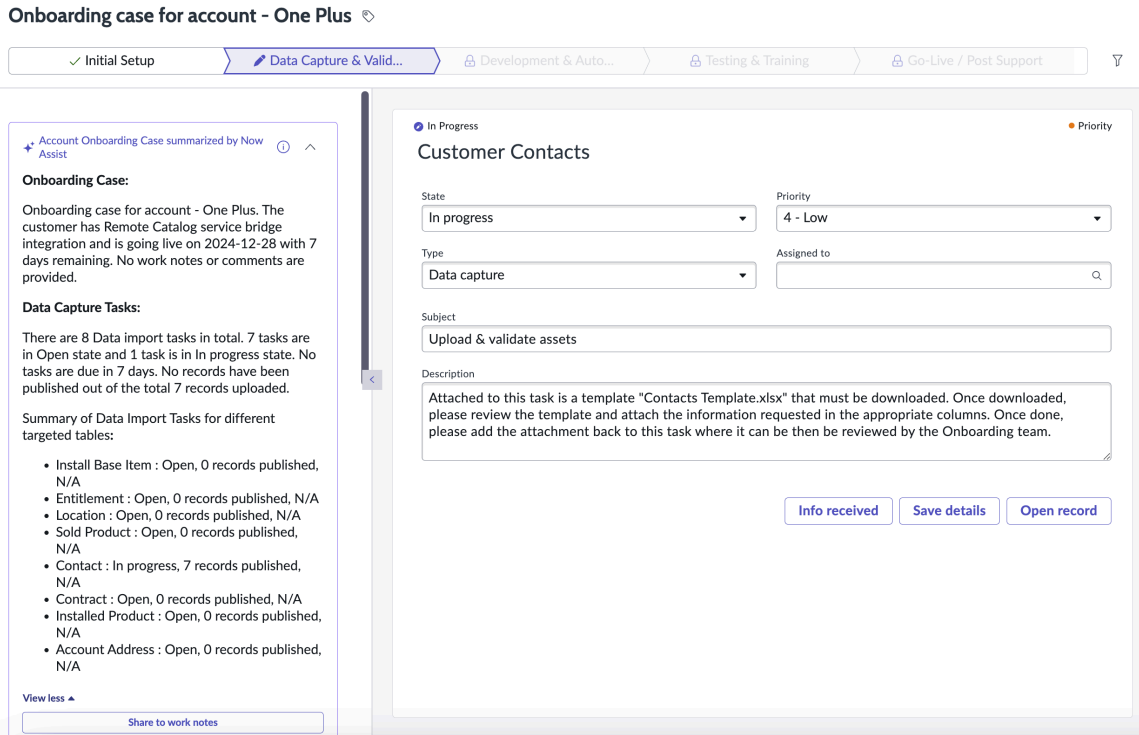 Onboarding case for account - One Plus
Initial Setup
Data Capture & Valid...
Development & Auto...
Testing & Training
Go-Live / Post Support
Account Onboarding Case summarized by Now
Assist
Onboarding Case:
Onboarding case for account - One Plus. The
customer has Remote Catalog service bridge
integration and is going live on 2024-12-28 with 7
days remaining. No work notes or comments are
provided.
Data Capture Tasks:
There are 8 Data import tasks in total. 7 tasks are
in Open state and 1 task is in In progress state. No
tasks are due in 7 days. No records have been
published out of the total 7 records uploaded.
Summary of Data Import Tasks for different
targeted tables:
• Install Base Item : Open, 0 records published,
N/A
• Entitlement : Open, 0 records published, N/A
• Location : Open, 0 records published, N/A
• Sold Product : Open, 0 records published,
N/A
• Contact : In progress, 7 records published,
N/A
• Contract : Open, 0 records published, N/A
• Installed Product : Open, 0 records published,
N/A
• Account Address : Open, 0 records published,
N/A
View less
Share to work notes
In Progress
Priority
Customer Contacts
State
In progress
Priority
4 - Low
Type
Data capture
Assigned to
Subject
Upload & validate assets
Description
Attached to this task is a template "Contacts Template.xlsx" that must be downloaded. Once downloaded,
please review the template and attach the information requested in the appropriate columns. Once done,
please add the attachment back to this task where it can be then be reviewed by the Onboarding team.
Info received
Save details
Open record